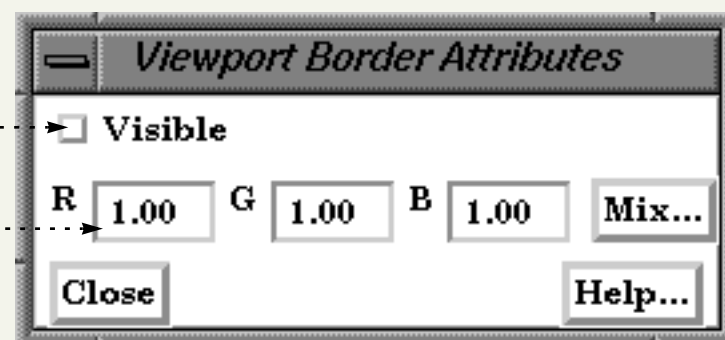 Viewport Border Attributes
Visible
R 1.00 G 1.00 B 1.00 Mix...
Close Help...